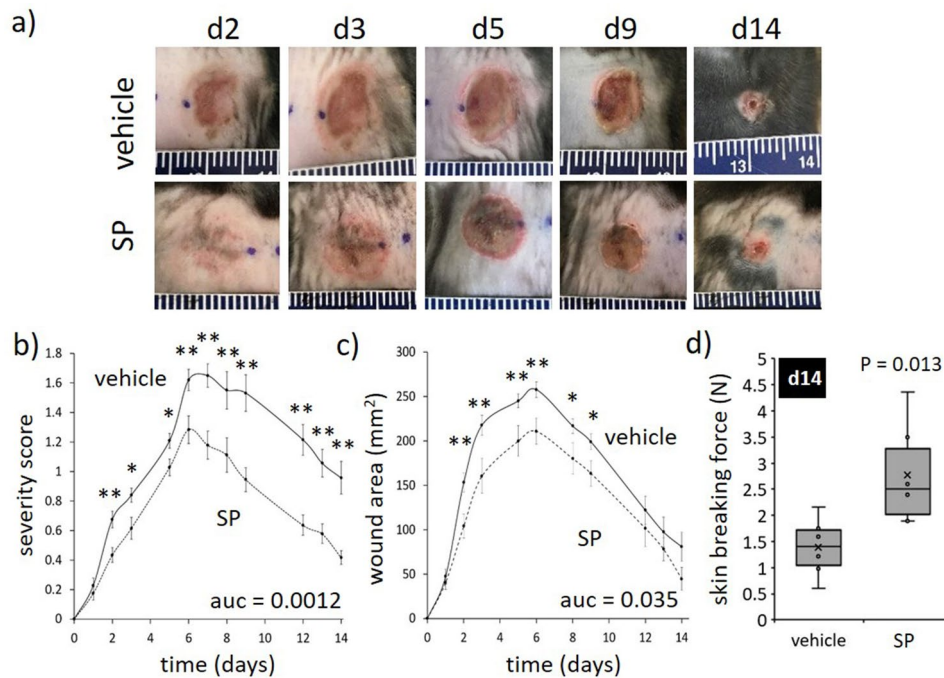 a)
d2 d3 d5 d9 d14
vehicle
13 14
SP
b)
** ** ** ** ** ** * ** * ** **
vehicle
SP
auc = 0.0012
severity score
1.8
1.6
1.4
1.2
1
0.8
0.6
0.4
0.2
0
0 2 4 6 8 10 12 14
time (days)
c)
** ** ** ** * *
vehicle
SP
auc = 0.035
wound area (mm²)
300
250
200
150
100
50
0
0 2 4 6 8 10 12 14
time (days)
d)
d14
P = 0.013
skin breaking force (N)
5
4.5
4
3.5
3
2.5
2
1.5
1
0.5
0
vehicle SP